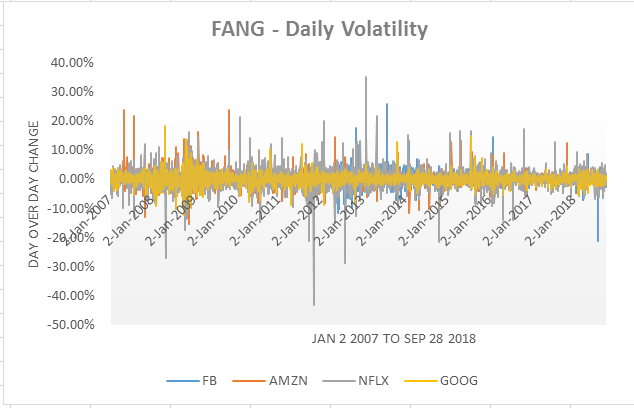 FANG - Daily Volatility
40.00%
30.00%
20.00%
10.00%
0.00%
-10.00%
-20.00%
-30.00%
-40.00%
-50.00%
DAY OVER DAY CHANGE
2-Jan-2007
2-Jan-2008
2-Jan-2009
2-Jan-2010
2-Jan-2011
2-Jan-2012
2-Jan-2013
2-Jan-2014
2-Jan-2015
2-Jan-2016
2-Jan-2017
2-Jan-2018
JAN 2 2007 TO SEP 28 2018
FB AMZN NFLX GOOG